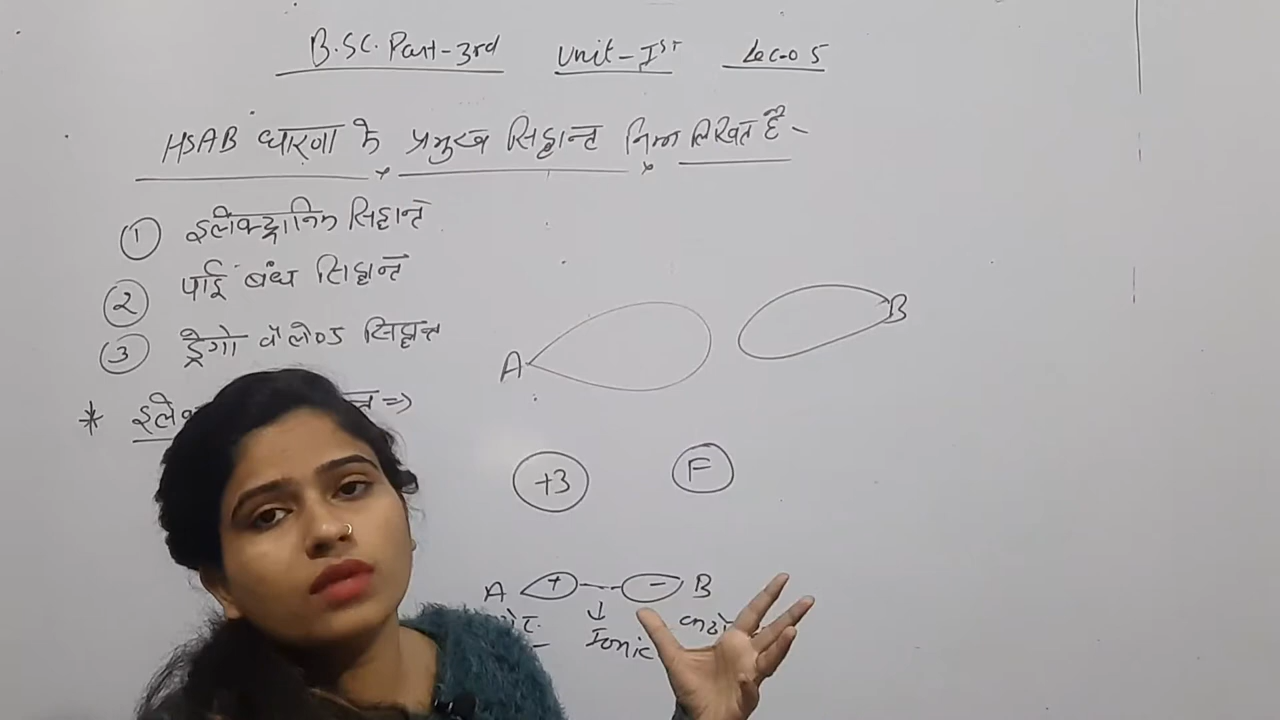 B.SC. Part-3rd Unit-Ist Lec-05
HSAB धारणा के प्रमुख सिद्धान्त निम्न लिखित है -
① इलेक्ट्रानिक सिद्धान्त
② पाई बंध सिद्धान्त
③ ड्रेगो वेलेण्ड सिद्धान्त
* =>
A B
+3 F
A + - B
Ionic